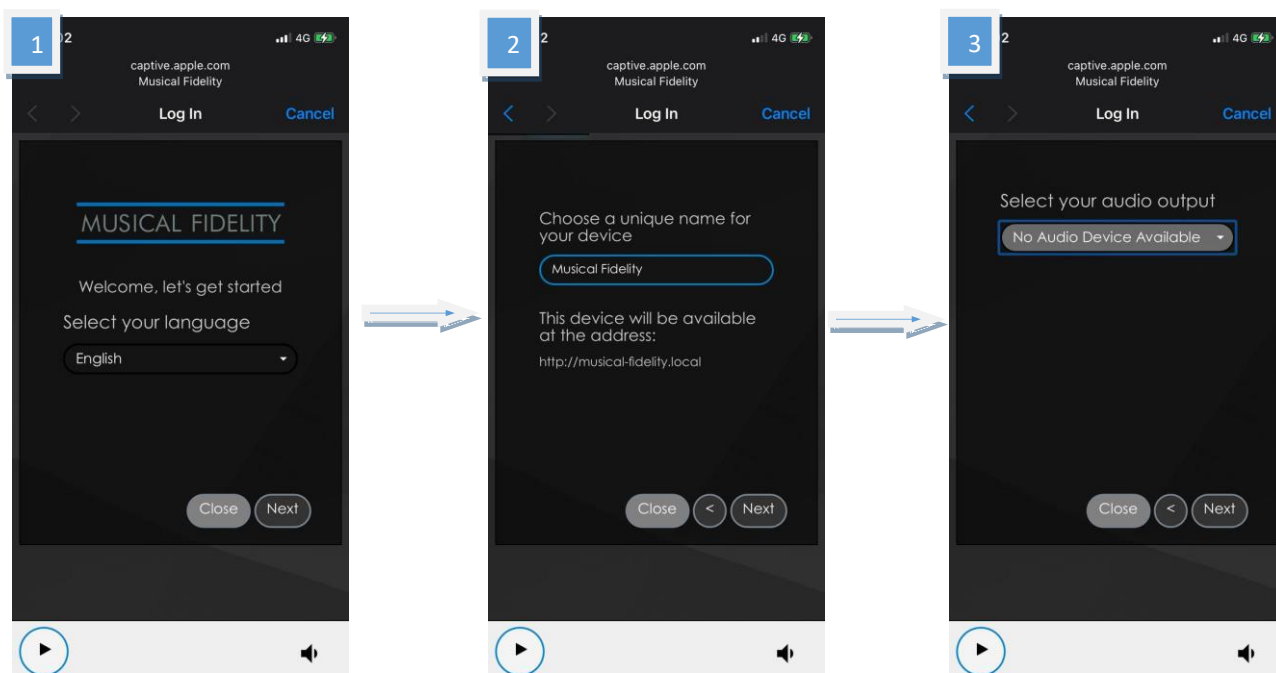 1
02
4G
captive.apple.com
Musical Fidelity
< >
Log In
Cancel
MUSICAL FIDELITY
Welcome, let's get started
Select your language
English
Close
Next
2
2
4G
captive.apple.com
Musical Fidelity
< >
Log In
Cancel
Choose a unique name for
your device
Musical Fidelity
This device will be available
at the address:
http://musical-fidelity.local
Close
<
Next
3
2
4G
captive.apple.com
Musical Fidelity
< >
Log In
Cancel
Select your audio output
No Audio Device Available
Close
<
Next